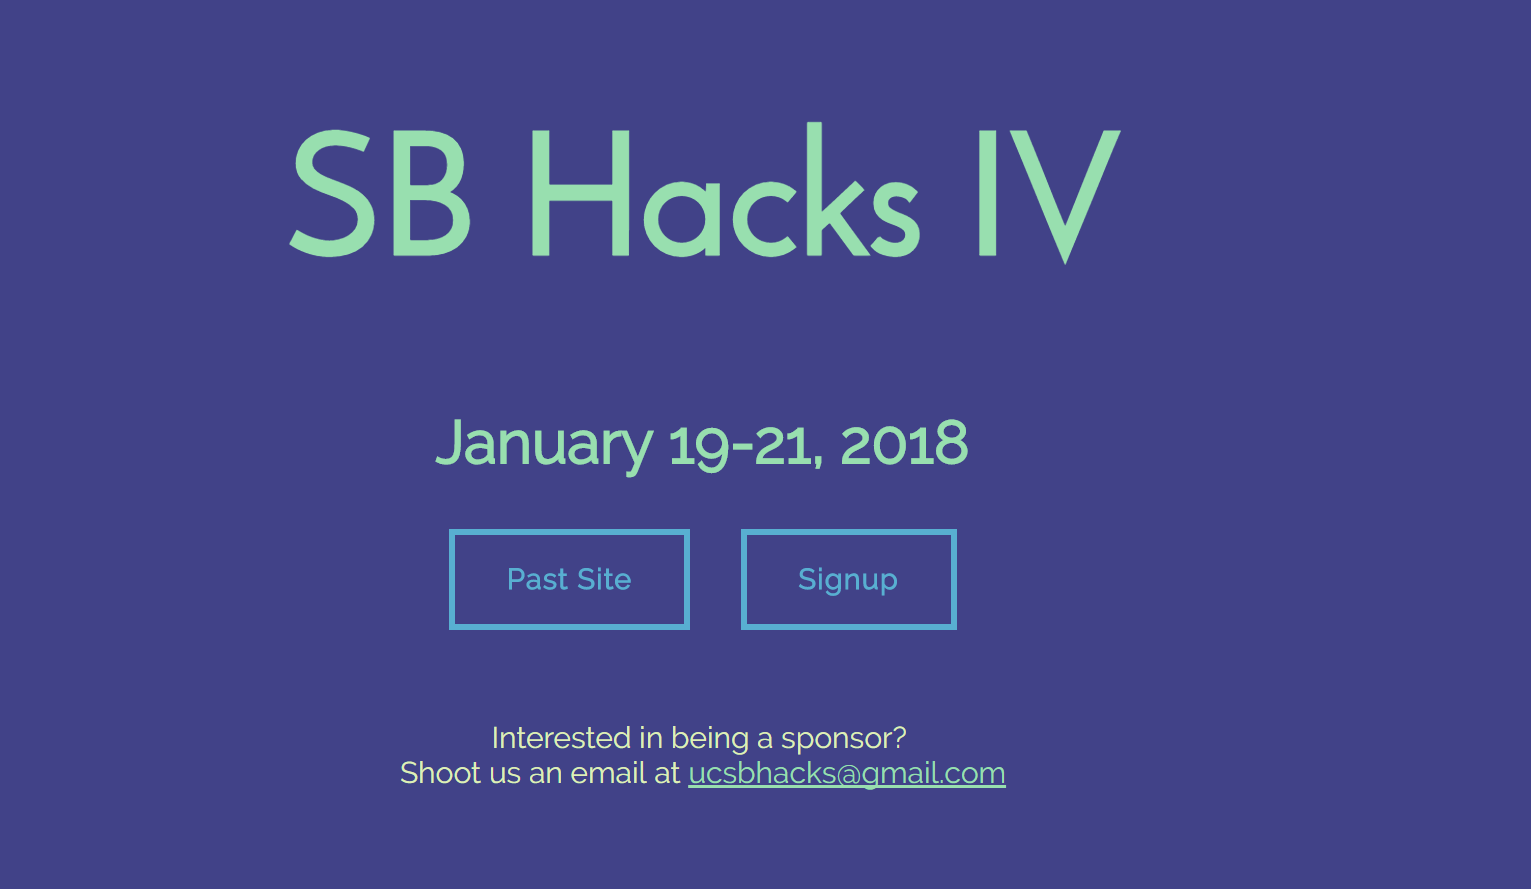 SB Hacks IV
January 19-21, 2018
Past Site
Signup
Interested in being a sponsor?
Shoot us an email at ucsbhacks@gmail.com